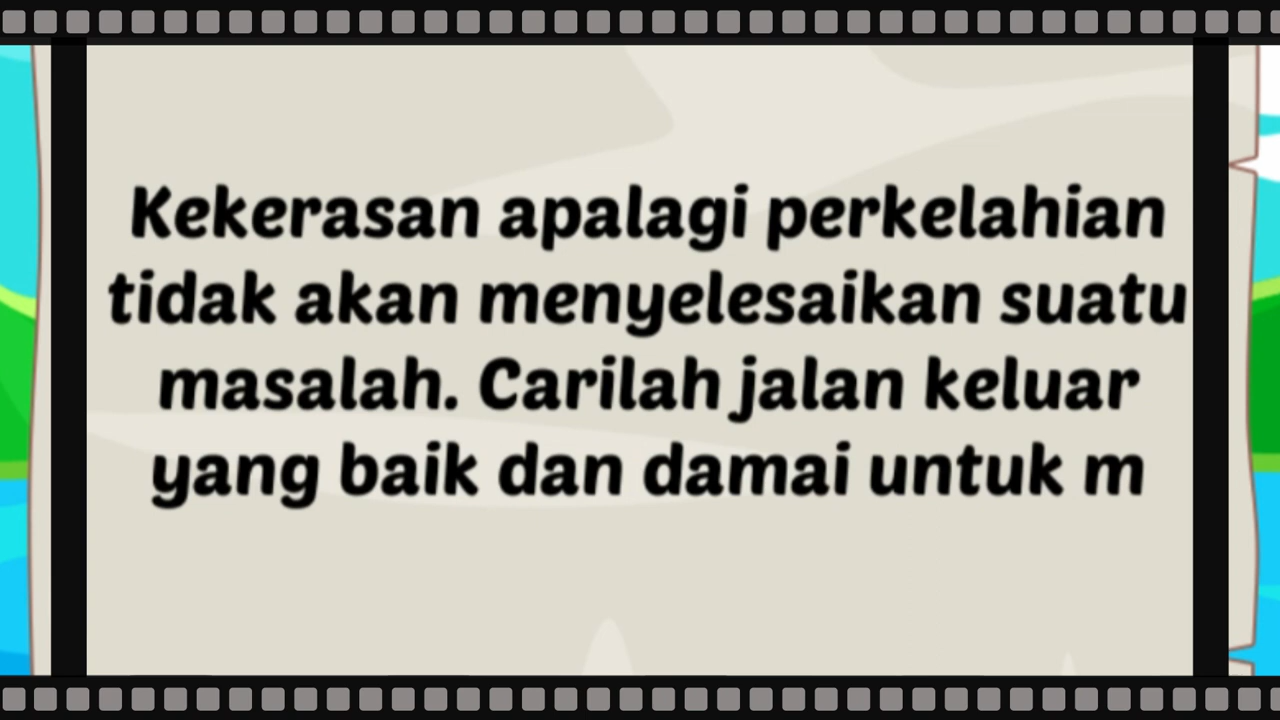 Kekerasan apalagi perkelahian
tidak akan menyelesaikan suatu
masalah. Carilah jalan keluar
yang baik dan damai untuk m